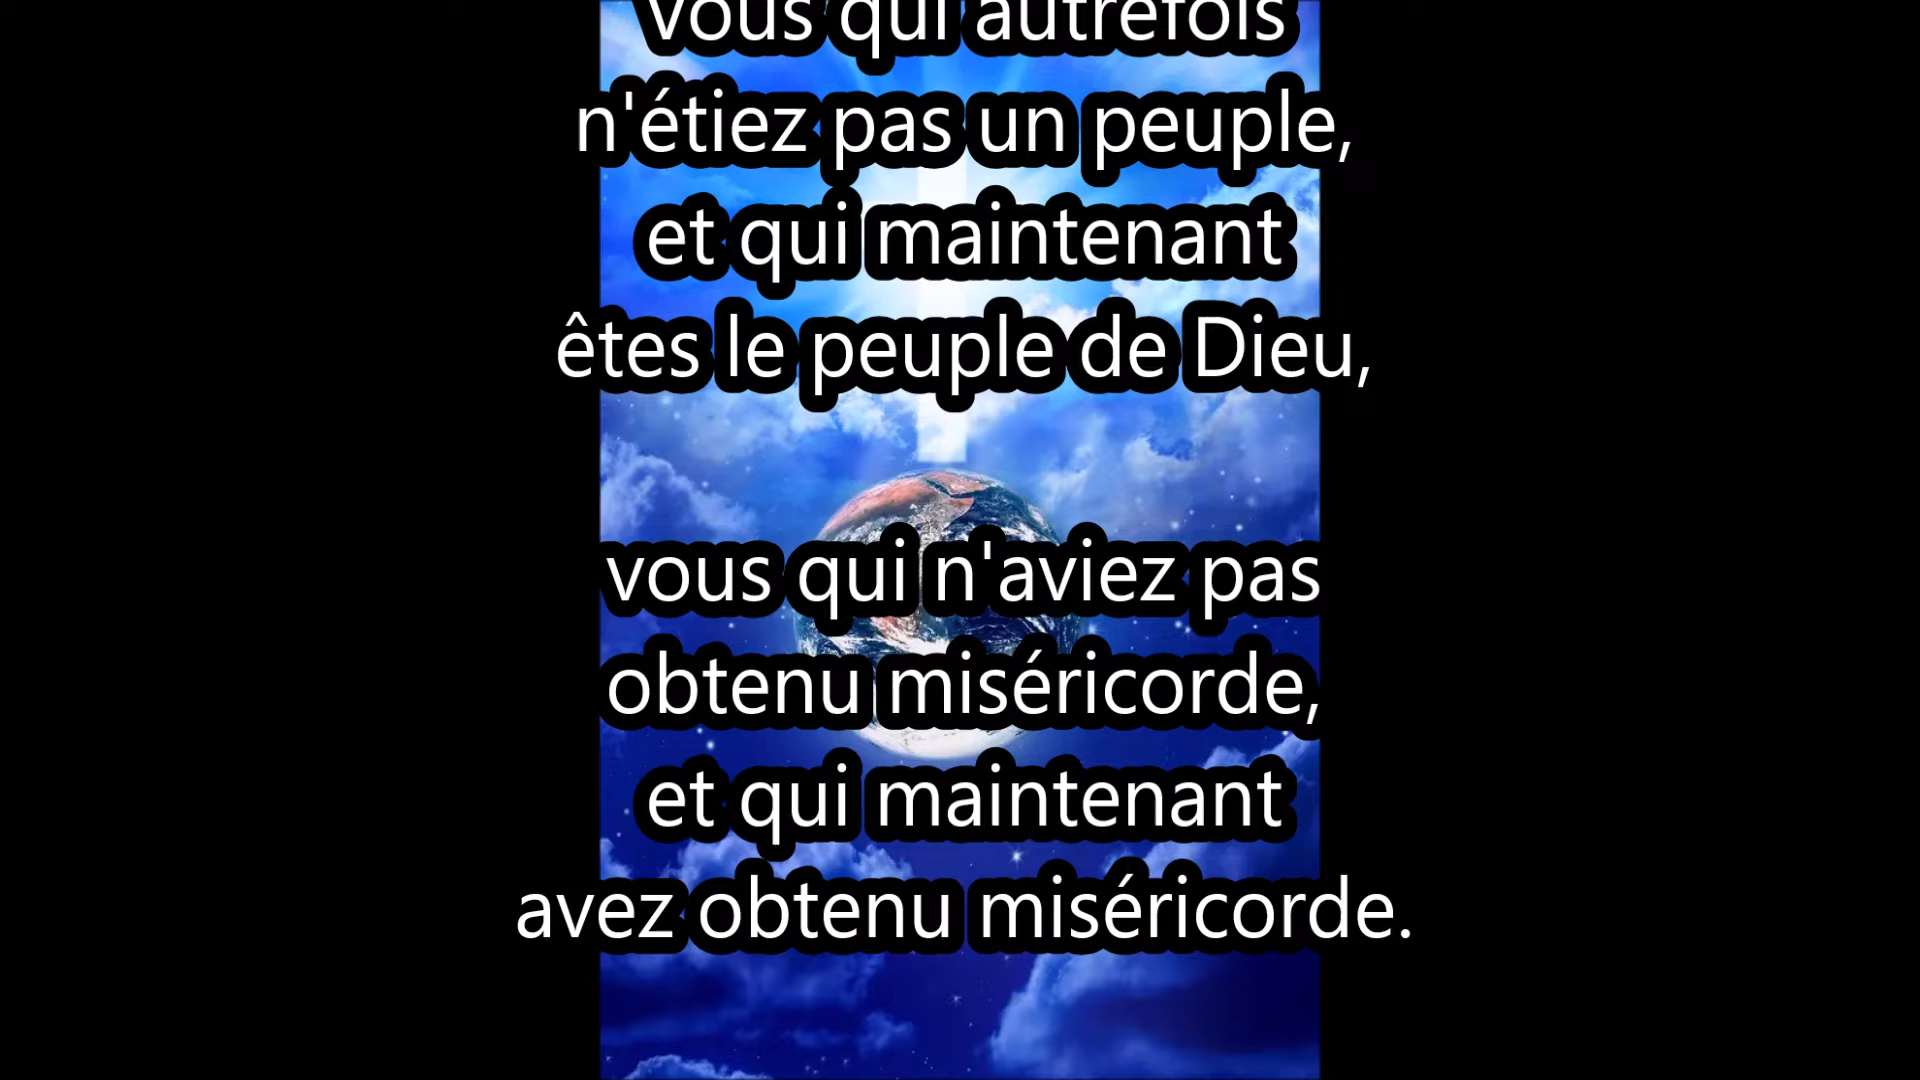 vous qui autrefois
n'étiez pas un peuple,
et qui maintenant
êtes le peuple de Dieu,
vous qui n'aviez pas
obtenu miséricorde,
et qui maintenant
avez obtenu miséricorde.